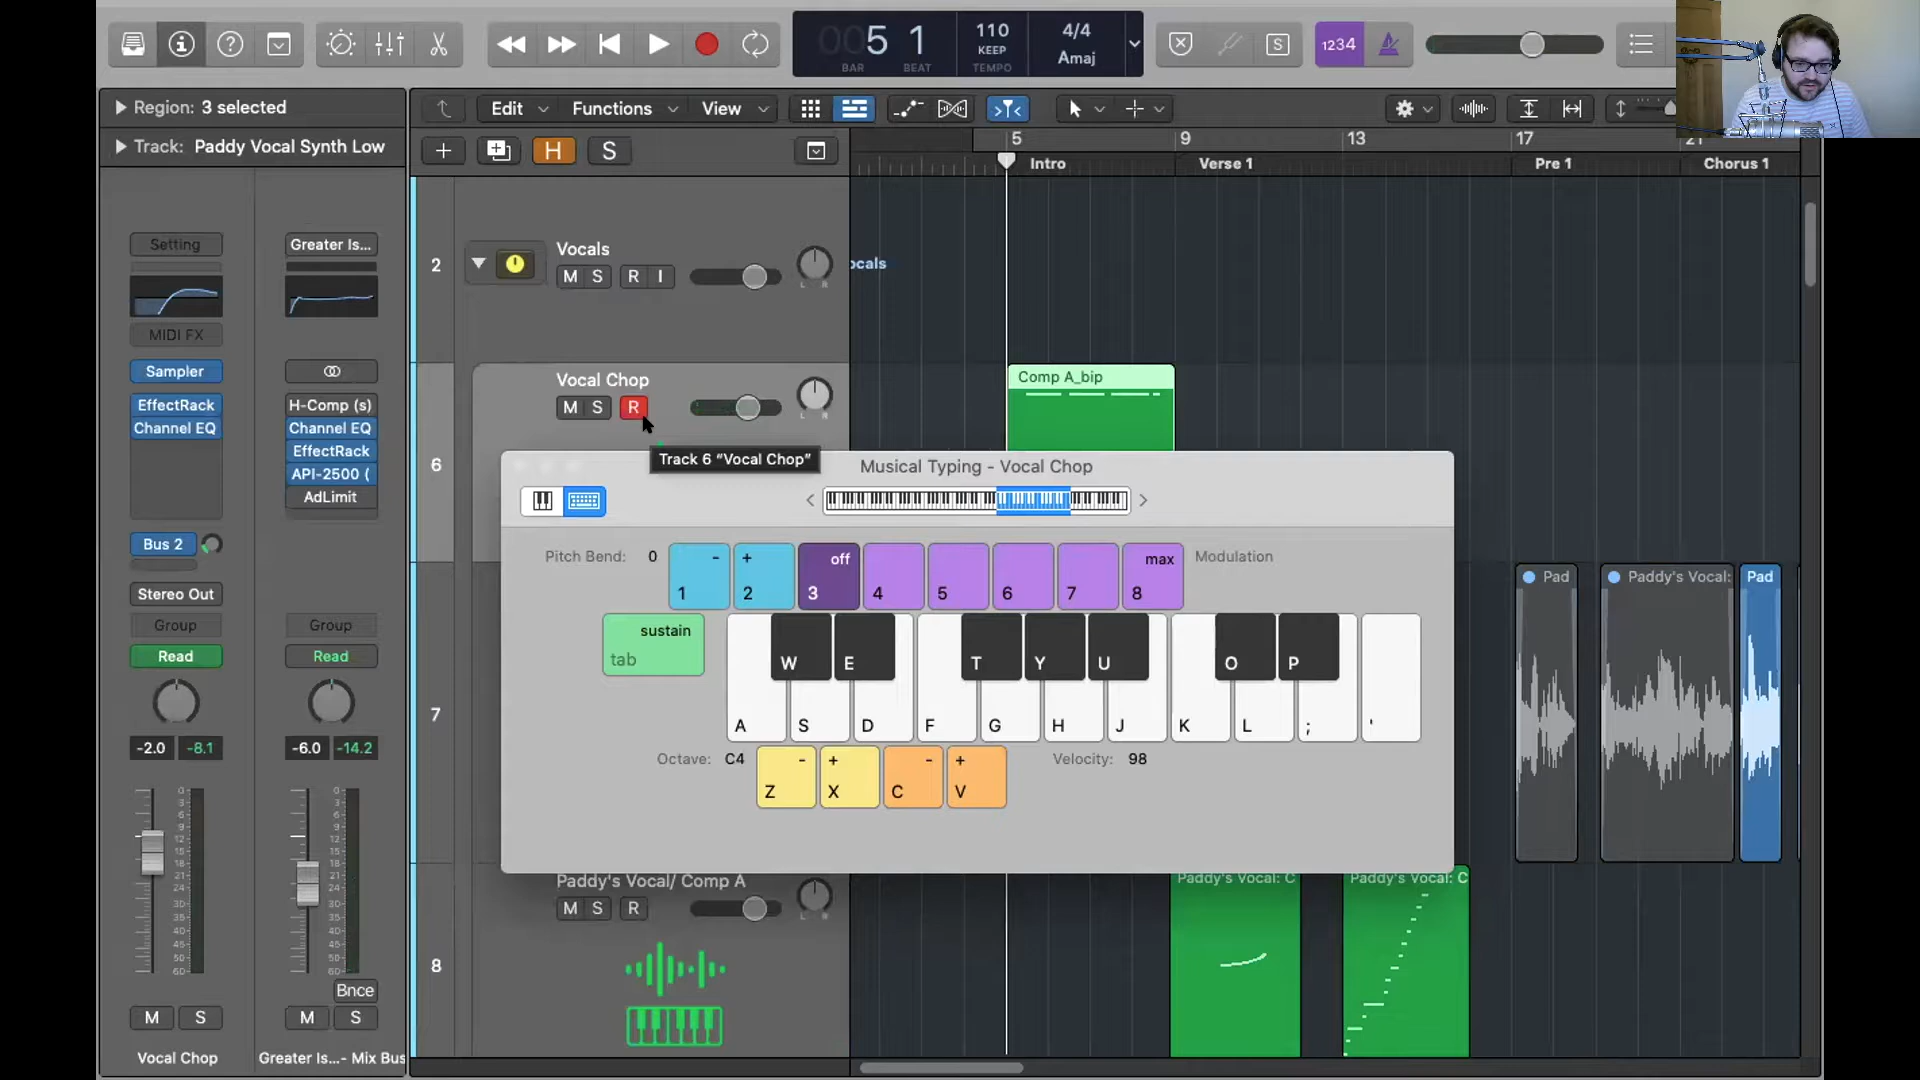 005 1
BAR BEAT
110
KEEP
TEMPO
4/4
Amaj
S
1234
Region: 3 selected
Track: Paddy Vocal Synth Low
Edit Functions View
H S
5 9 13 17 21
Intro Verse 1 Pre 1 Chorus 1
Setting
MIDI FX
Sampler
EffectRack
Channel EQ
Bus 2
Stereo Out
Group
Read
-2.0 -8.1
M S
Vocal Chop
Greater Is...
H-Comp (s)
Channel EQ
EffectRack
API-2500 (
AdLimit
Group
Read
-6.0 -14.2
Bnce
M S
Greater Is...- Mix Bus
2
Vocals
M S R I
L R
ocals
6
Vocal Chop
M S R
L R
Comp A_bip
Track 6 “Vocal Chop”
Musical Typing - Vocal Chop
Pitch Bend: 0
- +
1 2
off max
3 4 5 6 7 8
Modulation
sustain
tab
W E T Y U O P
A S D F G H J K L ; '
Octave: C4
- + - +
Z X C V
Velocity: 98
7
Pad
Paddy's Vocal:
Pad
8
Paddy's Vocal/ Comp A
M S R
L R
Paddy's Vocal: C
Paddy's Vocal: C